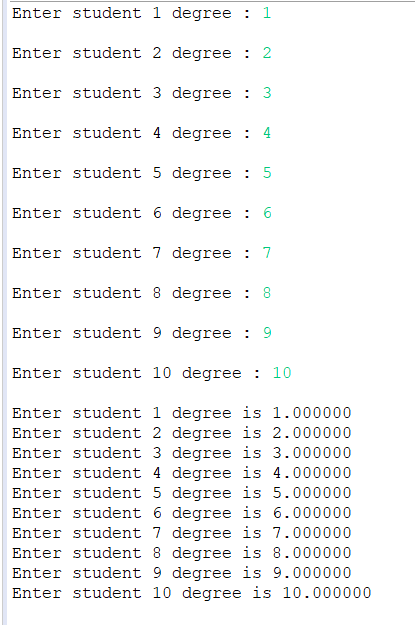 Enter student 1 degree : 1
Enter student 2 degree : 2
Enter student 3 degree : 3
Enter student 4 degree : 4
Enter student 5 degree : 5
Enter student 6 degree : 6
Enter student 7 degree : 7
Enter student 8 degree : 8
Enter student 9 degree : 9
Enter student 10 degree : 10
Enter student 1 degree is 1.000000
Enter student 2 degree is 2.000000
Enter student 3 degree is 3.000000
Enter student 4 degree is 4.000000
Enter student 5 degree is 5.000000
Enter student 6 degree is 6.000000
Enter student 7 degree is 7.000000
Enter student 8 degree is 8.000000
Enter student 9 degree is 9.000000
Enter student 10 degree is 10.000000